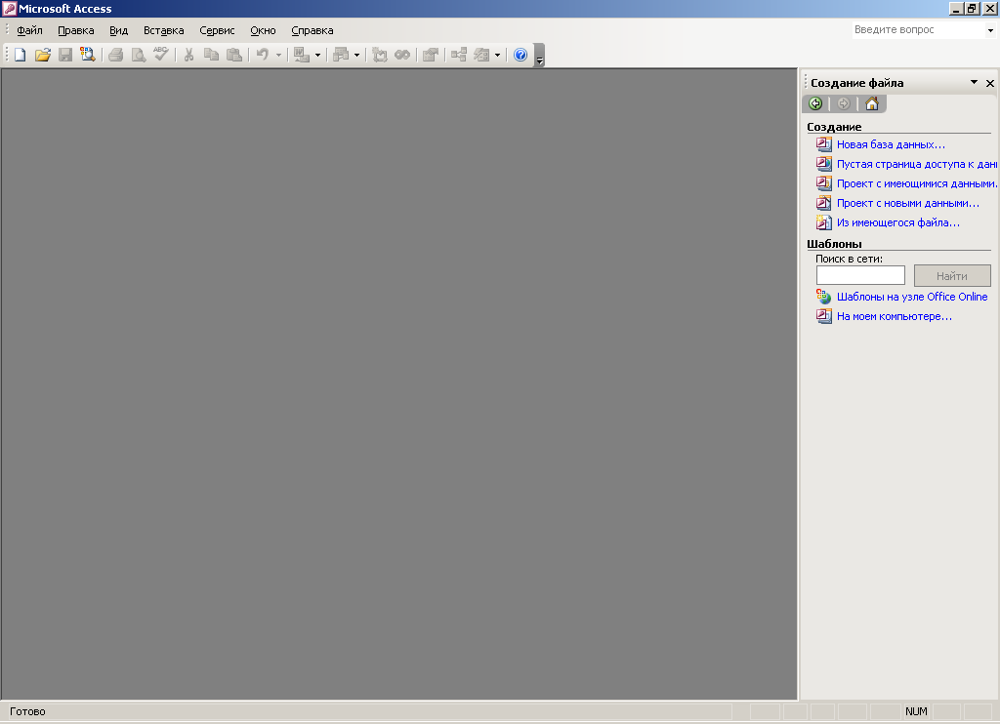 Microsoft Access
Файл Правка Вид Вставка Сервис Окно Справка Введите вопрос
ABC
Создание файла
Создание
Новая база данных...
Пустая страница доступа к данн
Проект с имеющимися данными.
Проект с новыми данными...
Из имеющегося файла...
Шаблоны
Поиск в сети:
Найти
Шаблоны на узле Office Online
На моем компьютере...
Готово NUM